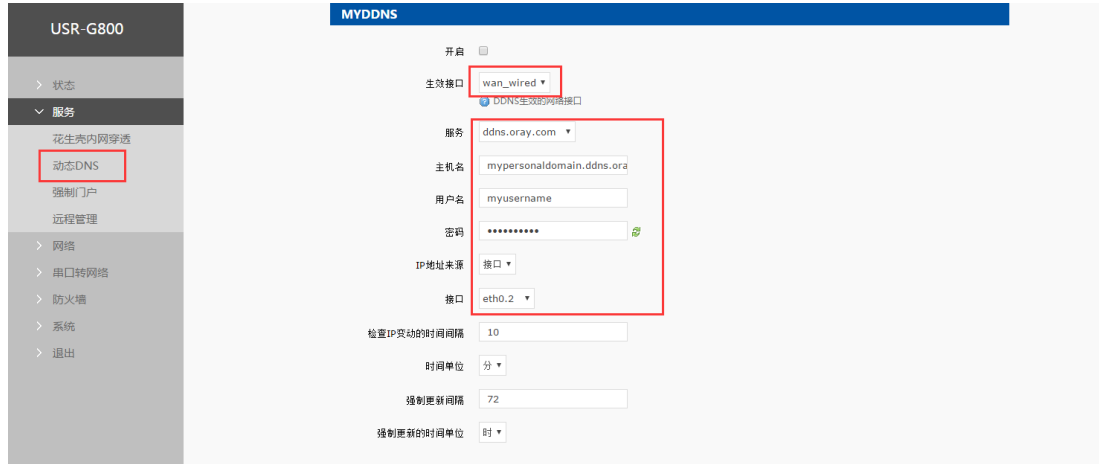 USR-G800
状态
服务
花生壳内网穿透
动态DNS
强制门户
远程管理
网络
串口转网络
防火墙
系统
退出
MYDDNS
开启
生效接口 wan_wired
DDNS生效的网络接口
服务 ddns.oray.com
主机名 mypersonaldomain.ddns.ora
用户名 myusername
密码 ••••••••••
IP地址来源 接口
接口 eth0.2
检查IP变动的时间间隔 10
时间单位 分
强制更新间隔 72
强制更新的时间单位 时